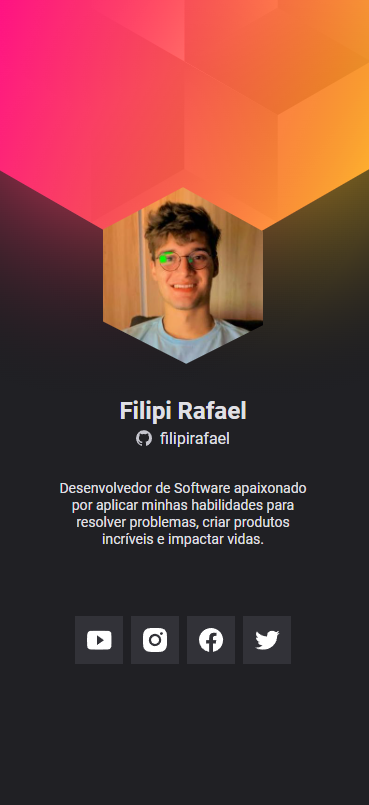 Filipi Rafael
filipirafael
Desenvolvedor de Software apaixonado
por aplicar minhas habilidades para
resolver problemas, criar produtos
incríveis e impactar vidas.